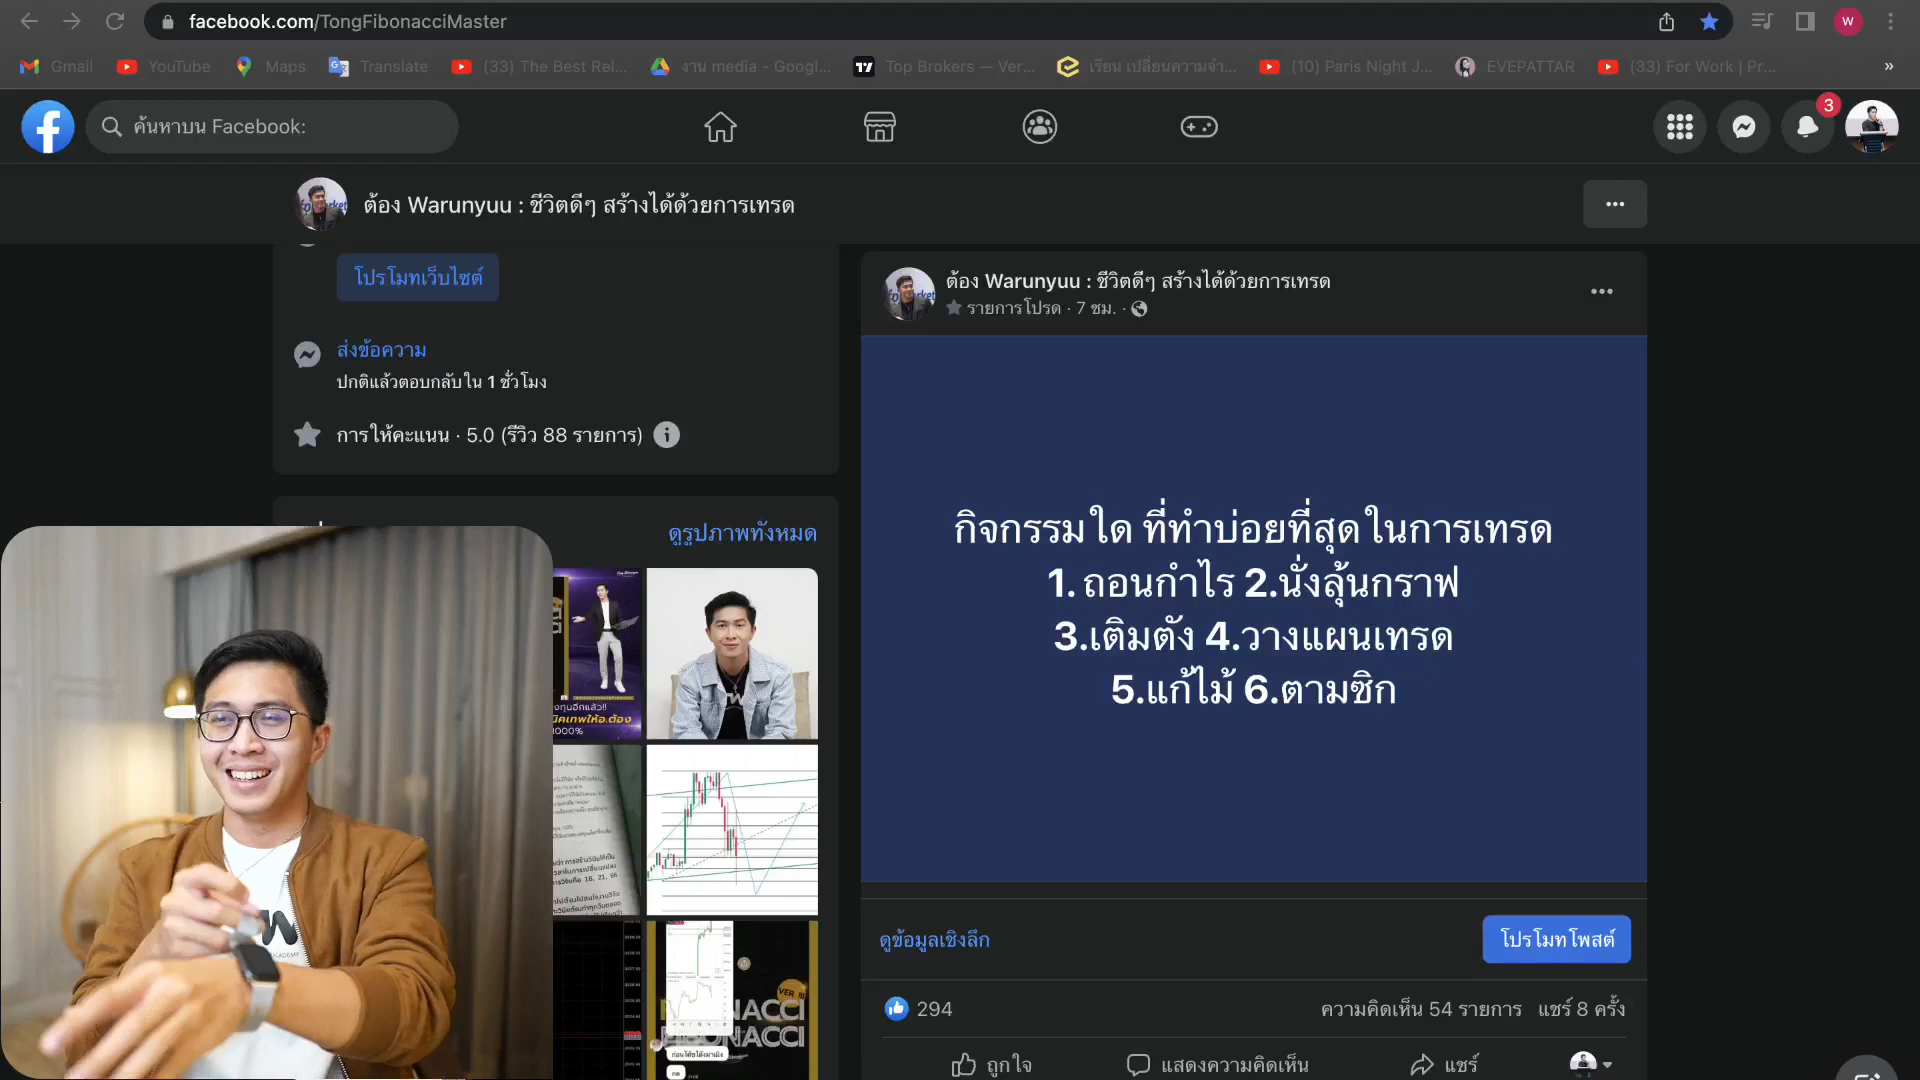 facebook.com/TongFibonacciMaster
W
Gmail YouTube Maps Translate (33) The Best Rel... งาน media - Googl... Top Brokers — Ver... เรียน เปลี่ยนความจำ... (10) Paris Night J... EVEPATTAR (33) For Work | Pr... »
ค้นหาบน Facebook:
3
ต้อง Warunyuu : ชีวิตดีๆ สร้างได้ด้วยการเทรด
โปรโมทเว็บไซต์
ส่งข้อความ
ปกติแล้วตอบกลับใน 1 ชั่วโมง
การให้คะแนน · 5.0 (รีวิว 88 รายการ)
ดูรูปภาพทั้งหมด
1000%
VER
NACCI
ต้อง Warunyuu : ชีวิตดีๆ สร้างได้ด้วยการเทรด
รายการโปรด · 7 ชม. ·
กิจกรรมใด ที่ทำบ่อยที่สุดในการเทรด
1. ถอนกำไร 2.นั่งลุ้นกราฟ
3.เติมตัง 4.วางแผนเทรด
5.แก้ไม้ 6.ตามซิก
ดูข้อมูลเชิงลึก
โปรโมทโพสต์
294
ความคิดเห็น 54 รายการ แชร์ 8 ครั้ง
ถูกใจ แสดงความคิดเห็น แชร์